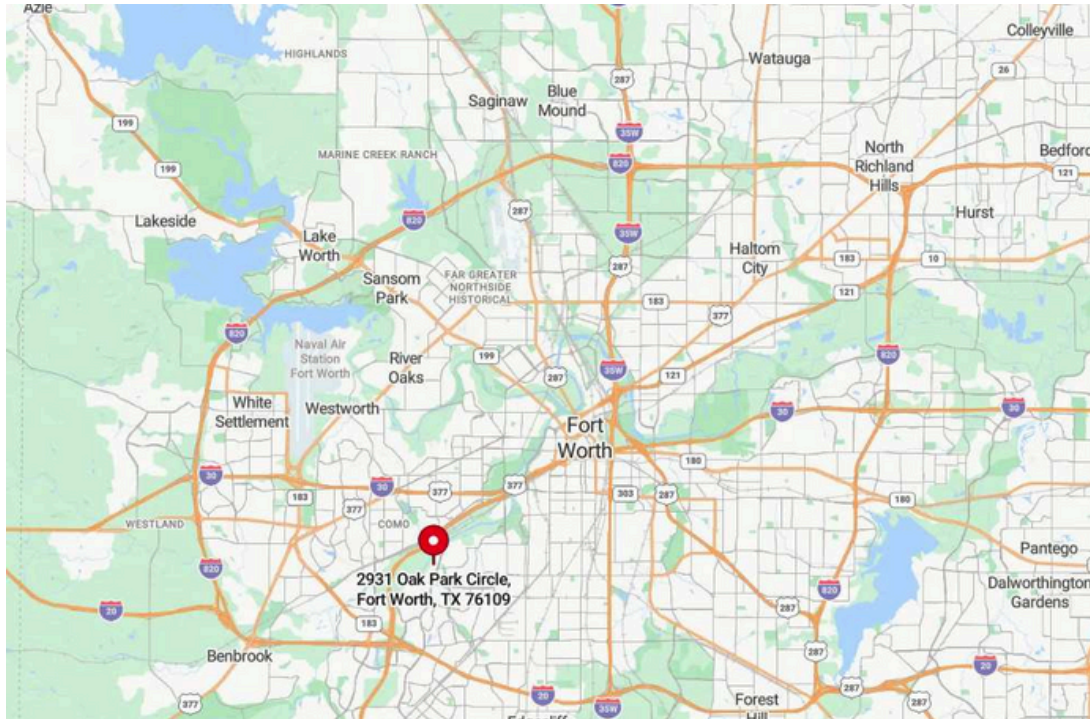 Azle
HIGHLANDS
Colleyville
26
287
Watauga
Blue
Mound
Saginaw
199
35W
820
North
Richland
Hills
Bedford
121
MARINE CREEK RANCH
199
Lakeside
820
287
Hurst
35W
Lake
Worth
Haltom
City
183
10
287
FAR GREATER
NORTHSIDE
HISTORICAL
Sansom
Park
121
183
377
820
Naval Air
Station
Fort Worth
River
Oaks
199
820
35W
287
121
White
Settlement
Westworth
30
30
Fort
Worth
180
30
30
377
377
183
377
303
287
180
WESTLAND
COMO
2931 Oak Park Circle,
Fort Worth, TX 76109
Pantego
Dalworthington
Gardens
820
20
183
820
287
287
Benbrook
20
377
20
287
287
35W
Forest